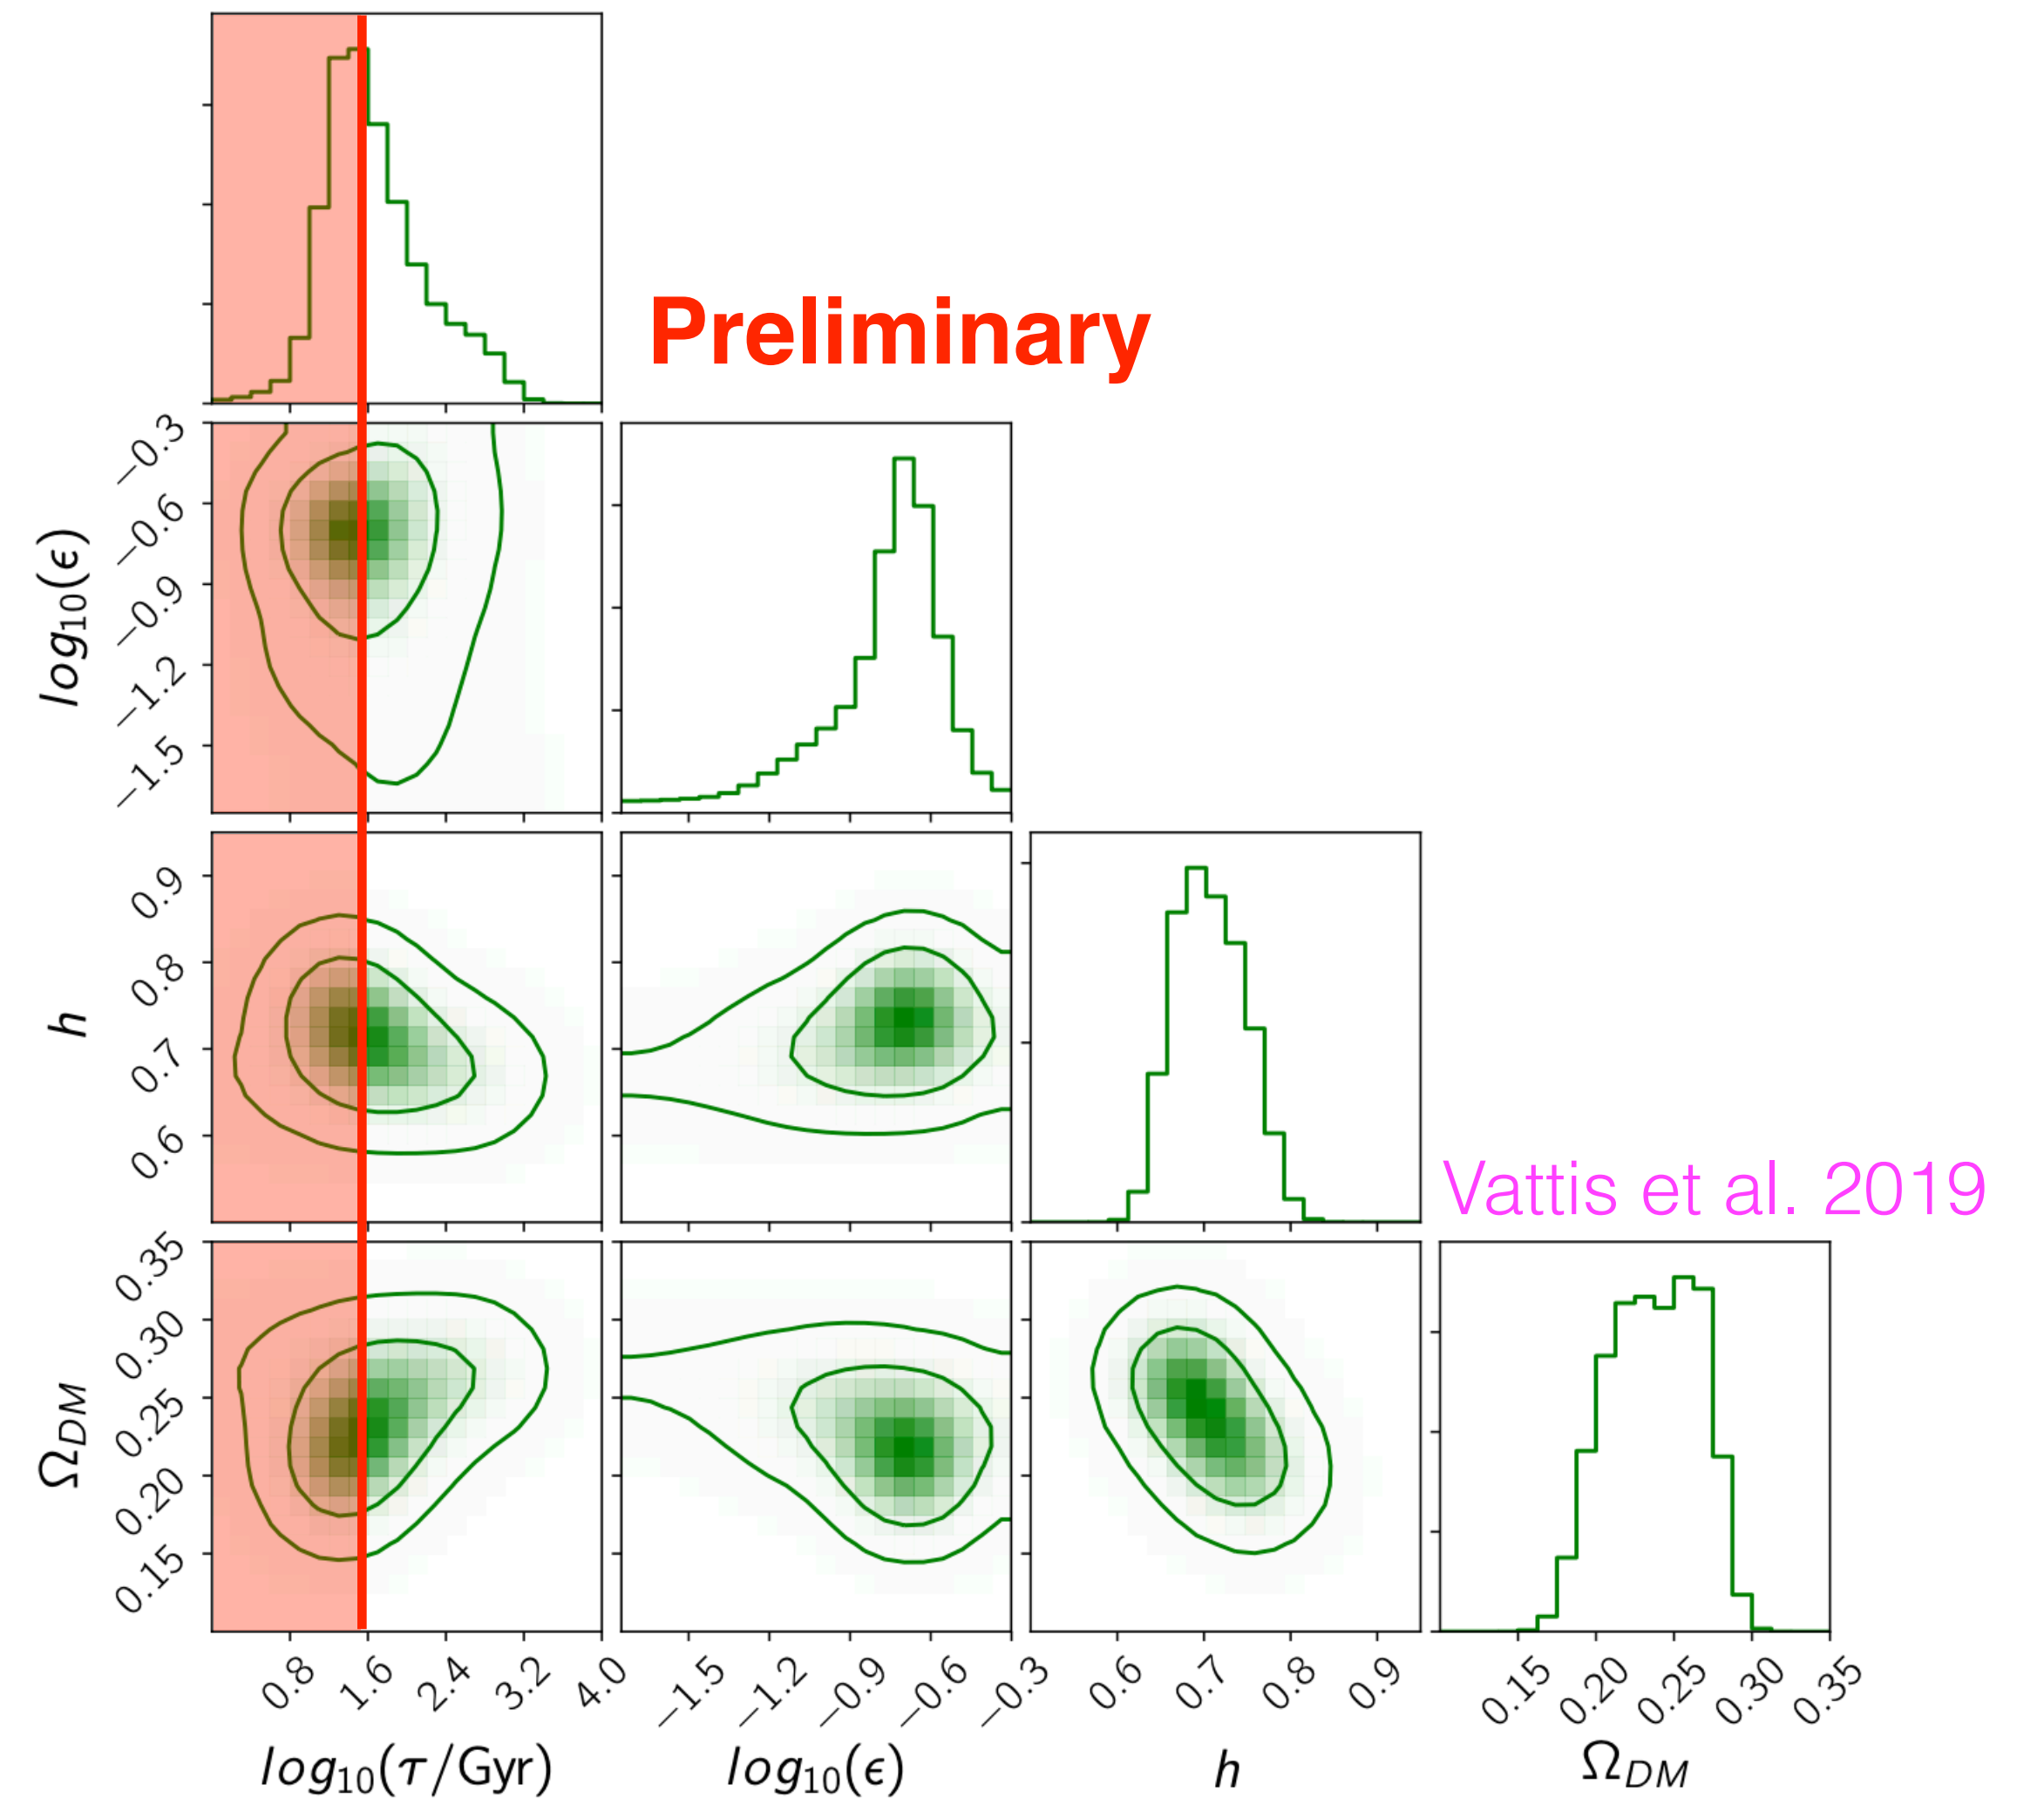 Preliminary
−0.3
−0.6
−0.9
−1.2
−1.5
log₁₀(ϵ)
0.9
0.8
0.7
0.6
h
Vattis et al. 2019
0.35
0.30
0.25
0.20
0.15
Ω_DM
0.8 1.6 2.4 3.2 4.0 −1.5 −1.2 −0.9 −0.6 −0.3 0.6 0.7 0.8 0.9 0.15 0.20 0.25 0.30 0.35
log₁₀(τ/Gyr) log₁₀(ϵ) h Ω_DM